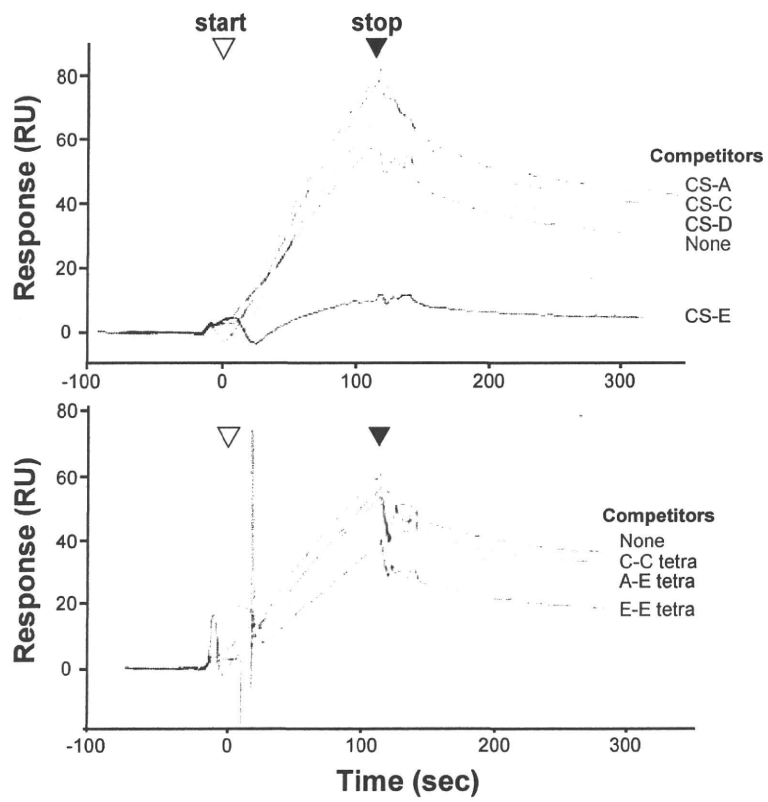 start stop
Response (RU)
80
60
40
20
0
-100 0 100 200 300
Competitors
CS-A
CS-C
CS-D
None
CS-E
Response (RU)
80
60
40
20
0
-100 0 100 200 300
Competitors
None
C-C tetra
A-E tetra
E-E tetra
Time (sec)